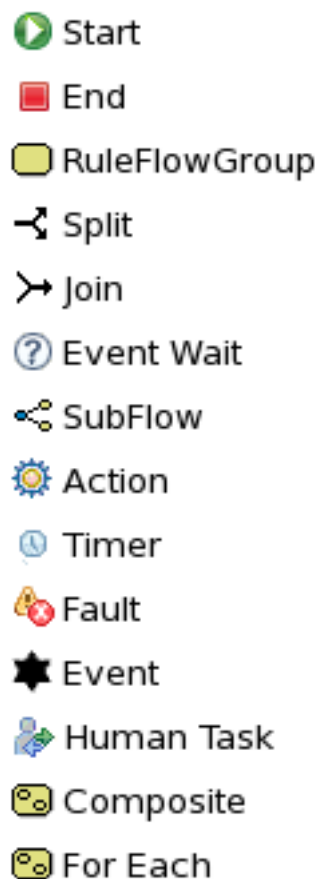 Start
End
RuleFlowGroup
Split
Join
Event Wait
SubFlow
Action
Timer
Fault
Event
Human Task
Composite
For Each